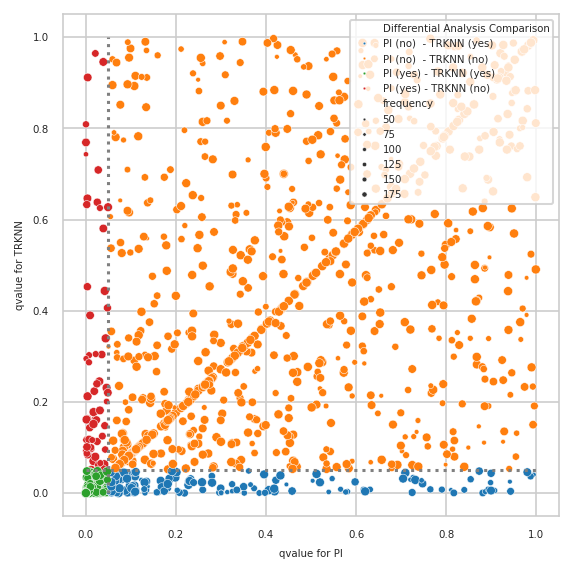 Differential Analysis Comparison
PI (no) - TRKNN (yes)
PI (no) - TRKNN (no)
PI (yes) - TRKNN (yes)
PI (yes) - TRKNN (no)
frequency
50
75
100
125
150
175
1.0
0.8
0.6
0.4
0.2
0.0
qvalue for TRKNN
0.0 0.2 0.4 0.6 0.8 1.0
qvalue for PI